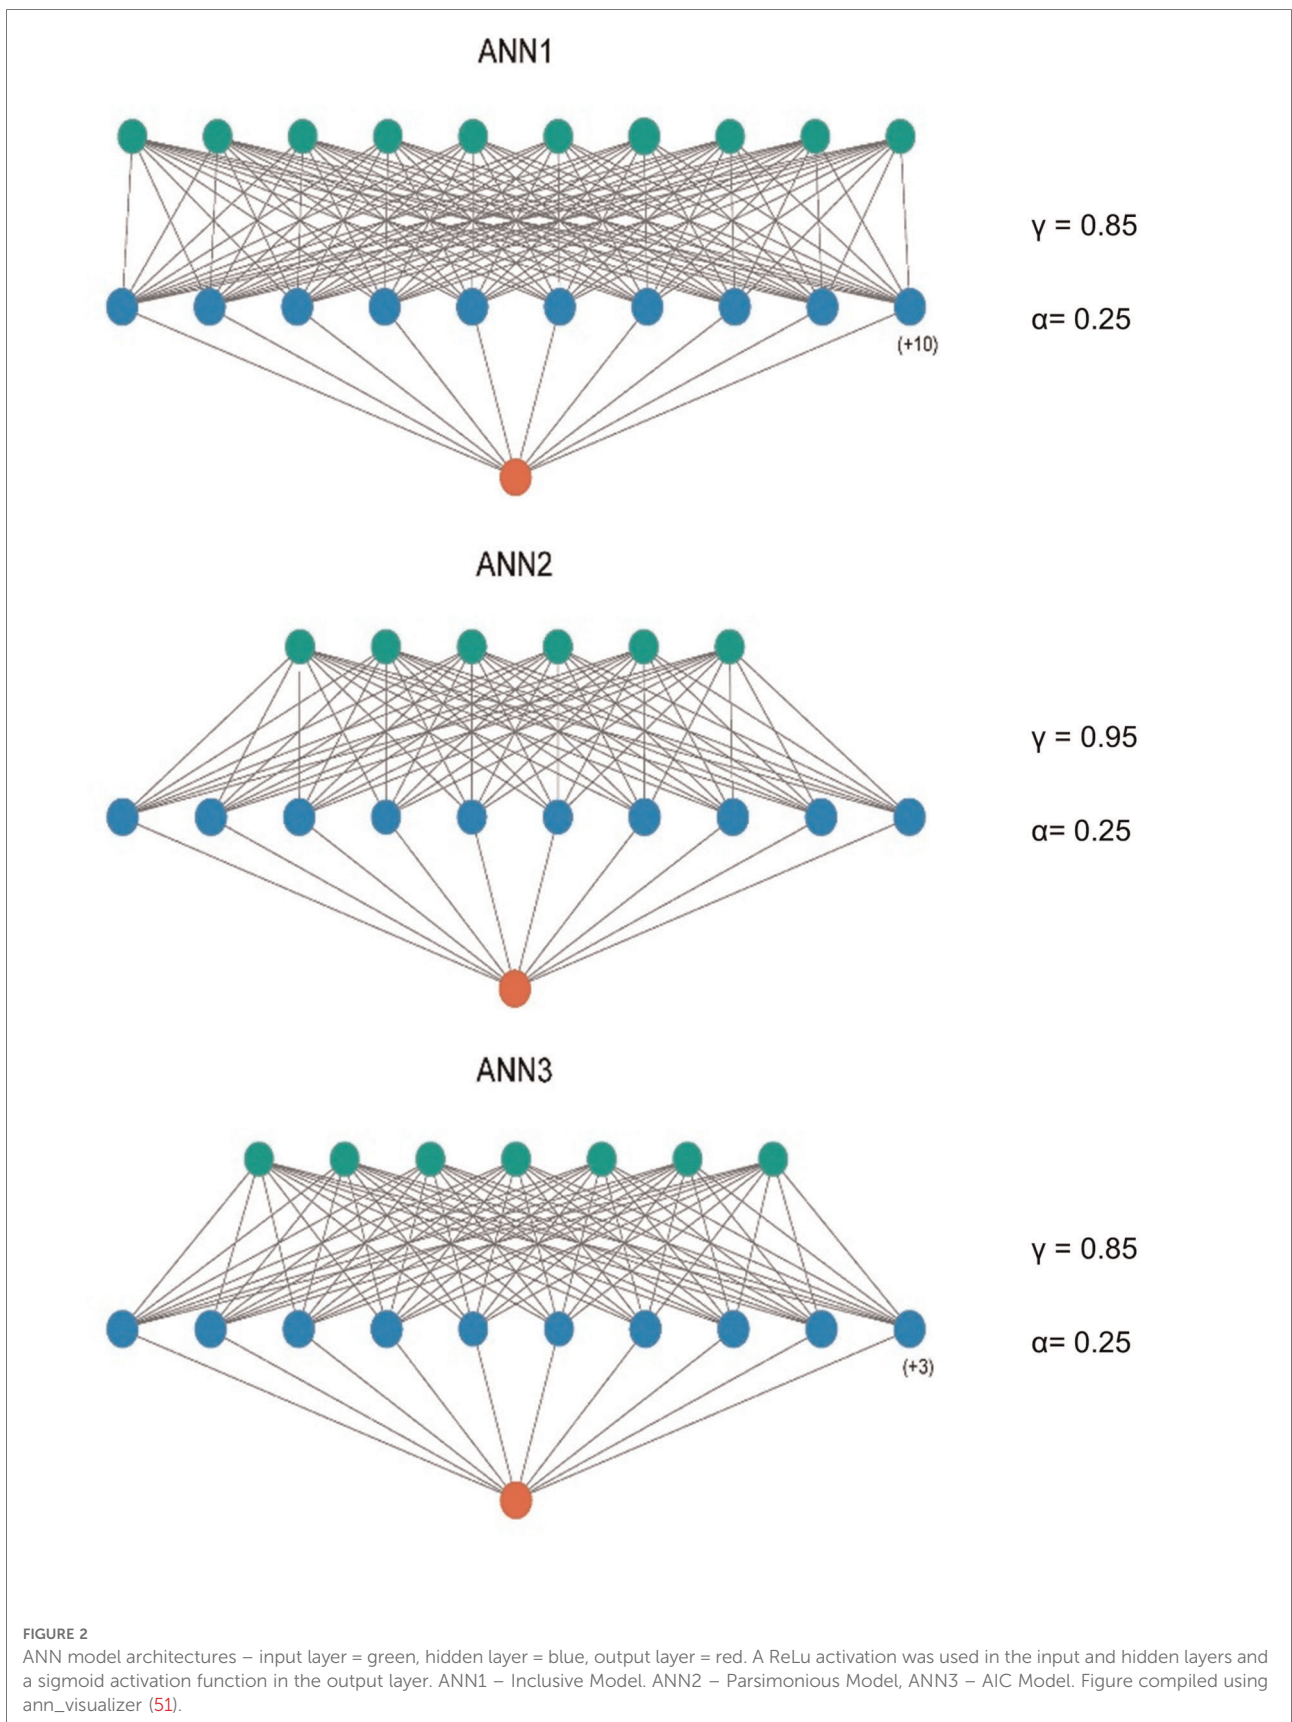 ANN1
γ = 0.85
α= 0.25
(+10)
ANN2
γ = 0.95
α= 0.25
ANN3
γ = 0.85
α= 0.25
(+3)
FIGURE 2
ANN model architectures – input layer = green, hidden layer = blue, output layer = red. A ReLu activation was used in the input and hidden layers and
a sigmoid activation function in the output layer. ANN1 – Inclusive Model. ANN2 – Parsimonious Model, ANN3 – AIC Model. Figure compiled using
ann_visualizer (51).